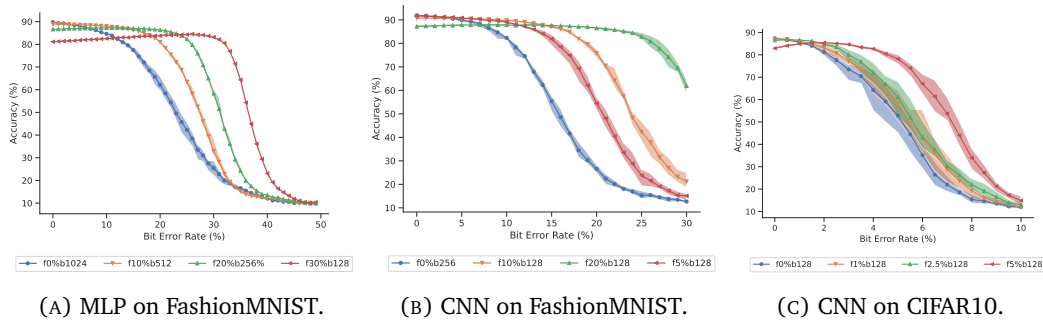 Accuracy (%)
90
80
70
60
50
40
30
20
10
0 10 20 30 40 50
Bit Error Rate (%)
f0%b1024 f10%b512 f20%b256% f30%b128
(A) MLP on FashionMNIST.
Accuracy (%)
90
80
70
60
50
40
30
20
10
0 5 10 15 20 25 30
Bit Error Rate (%)
f0%b256 f10%b128 f20%b128 f5%b128
(B) CNN on FashionMNIST.
Accuracy (%)
90
80
70
60
50
40
30
20
10
0 2 4 6 8 10
Bit Error Rate (%)
f0%b128 f1%b128 f2.5%b128 f5%b128
(C) CNN on CIFAR10.